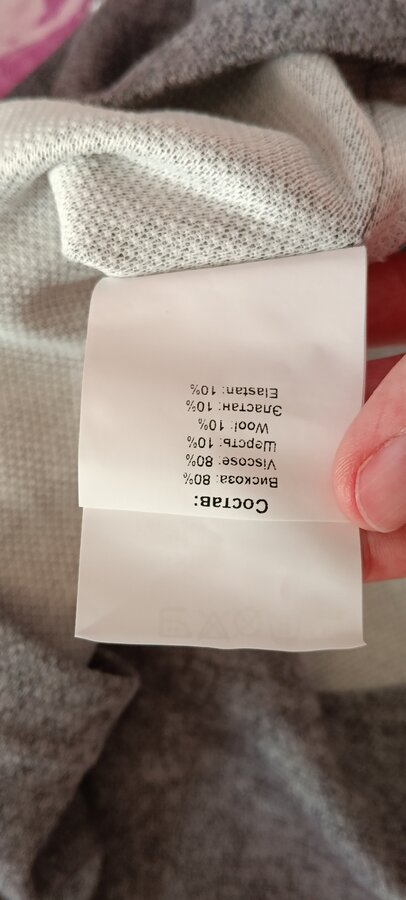 Состав:
Вискоза: 80%
Viscose: 80%
Шерсть: 10%
Wool: 10%
Эластан: 10%
Elastan: 10%